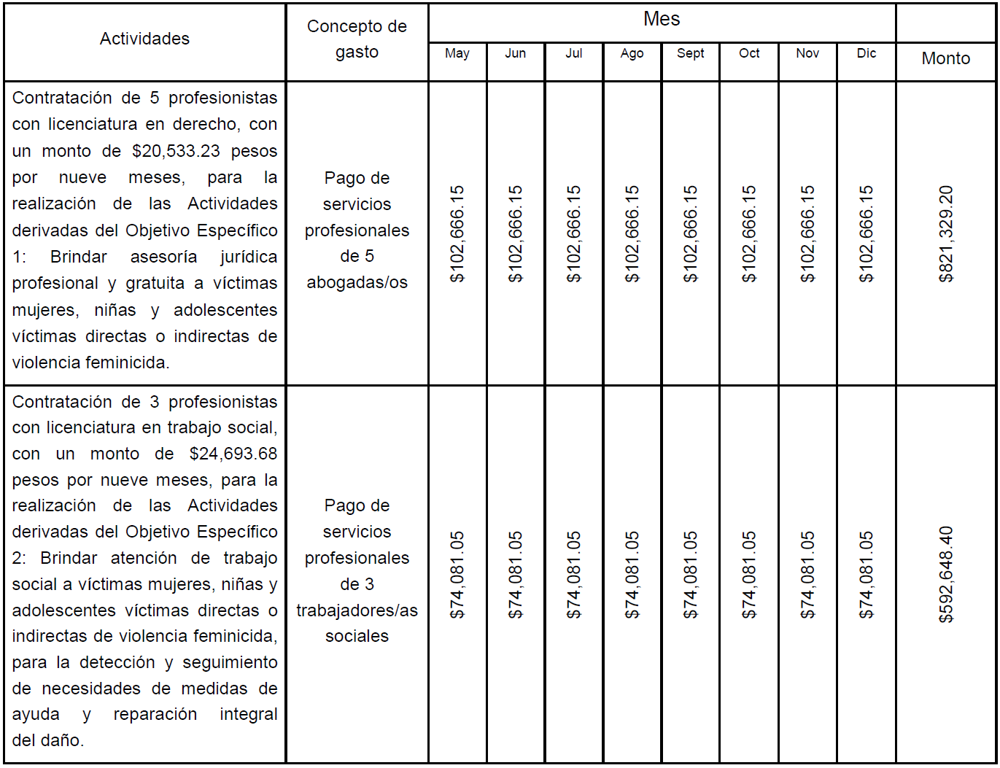 Actividades
Concepto de
gasto
Mes
May
Jun
Jul
Ago
Sept
Oct
Nov
Dic
Monto
Contratación de 5 profesionistas
con licenciatura en derecho, con
un monto de $20,533.23 pesos
por nueve meses, para la
realización de las Actividades
derivadas del Objetivo Específico
1: Brindar asesoría jurídica
profesional y gratuita a víctimas
mujeres, niñas y adolescentes
víctimas directas o indirectas de
violencia feminicida.
Pago de
servicios
profesionales
de 5
abogadas/os
$102,666.15
$102,666.15
$102,666.15
$102,666.15
$102,666.15
$102,666.15
$102,666.15
$102,666.15
$821,329.20
Contratación de 3 profesionistas
con licenciatura en trabajo social,
con un monto de $24,693.68
pesos por nueve meses, para la
realización de las Actividades
derivadas del Objetivo Específico
2: Brindar atención de trabajo
social a víctimas mujeres, niñas y
adolescentes víctimas directas o
indirectas de violencia feminicida,
para la detección y seguimiento
de necesidades de medidas de
ayuda y reparación integral
del daño.
Pago de
servicios
profesionales
de 3
trabajadores/as
sociales
$74,081.05
$74,081.05
$74,081.05
$74,081.05
$74,081.05
$74,081.05
$74,081.05
$74,081.05
$592,648.40